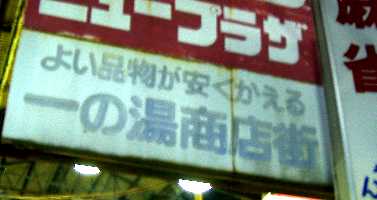 ニュープラザ
よい品物が安くかえる
一の湯商店街
省